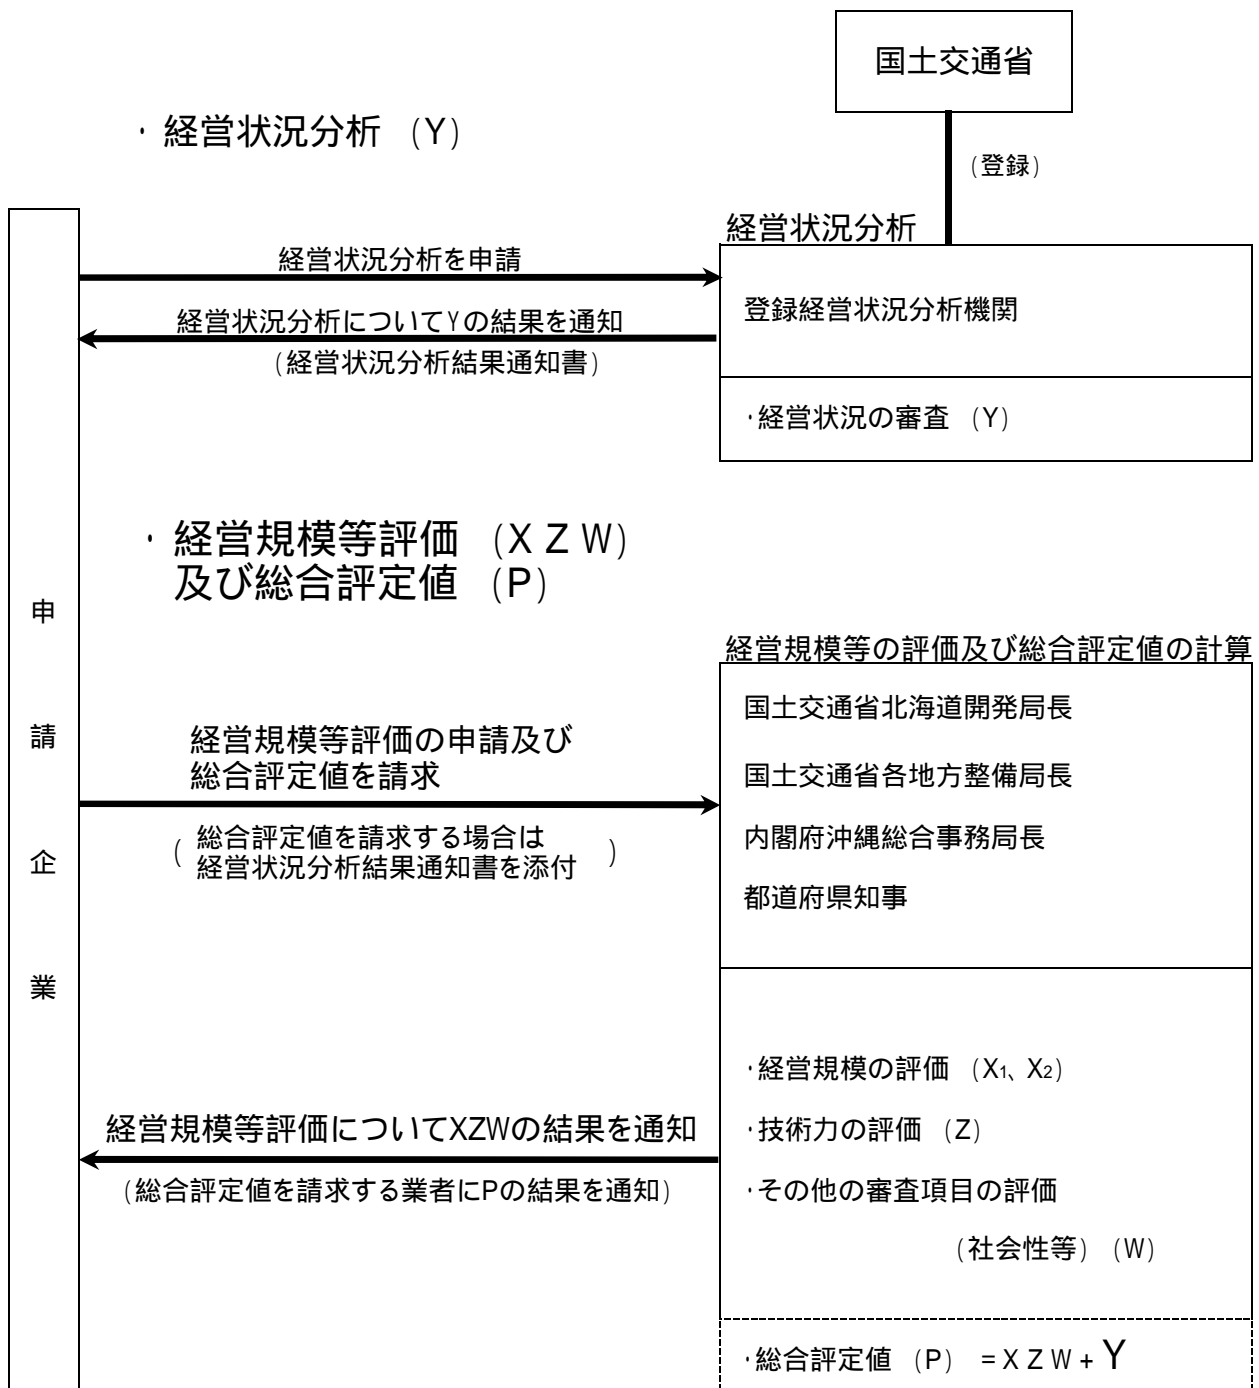 国土交通省
・経営状況分析 (Y)
(登録)
経営状況分析
経営状況分析を申請
登録経営状況分析機関
経営状況分析についてYの結果を通知
(経営状況分析結果通知書)
・経営状況の審査 (Y)
・経営規模等評価 (X Z W)
及び総合評定値 (P)
申請企業
経営規模等の評価及び総合評定値の計算
国土交通省北海道開発局長
国土交通省各地方整備局長
内閣府沖縄総合事務局長
都道府県知事
経営規模等評価の申請及び
総合評定値を請求
(総合評定値を請求する場合は
経営状況分析結果通知書を添付)
・経営規模の評価 (X1、X2)
・技術力の評価 (Z)
・その他の審査項目の評価
(社会性等) (W)
経営規模等評価についてXZWの結果を通知
(総合評定値を請求する業者にPの結果を通知)
・総合評定値 (P) = X Z W + Y